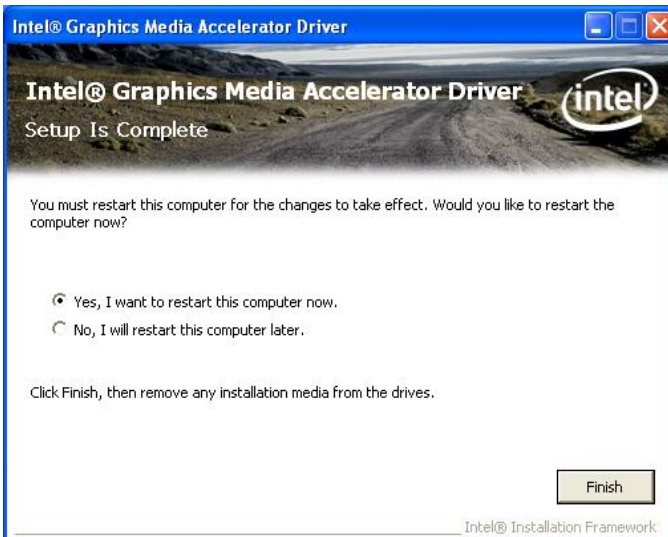 Intel® Graphics Media Accelerator Driver
Intel® Graphics Media Accelerator Driver
intel
Setup Is Complete
You must restart this computer for the changes to take effect. Would you like to restart the
computer now?
Yes, I want to restart this computer now.
No, I will restart this computer later.
Click Finish, then remove any installation media from the drives.
Finish
Intel® Installation Framework